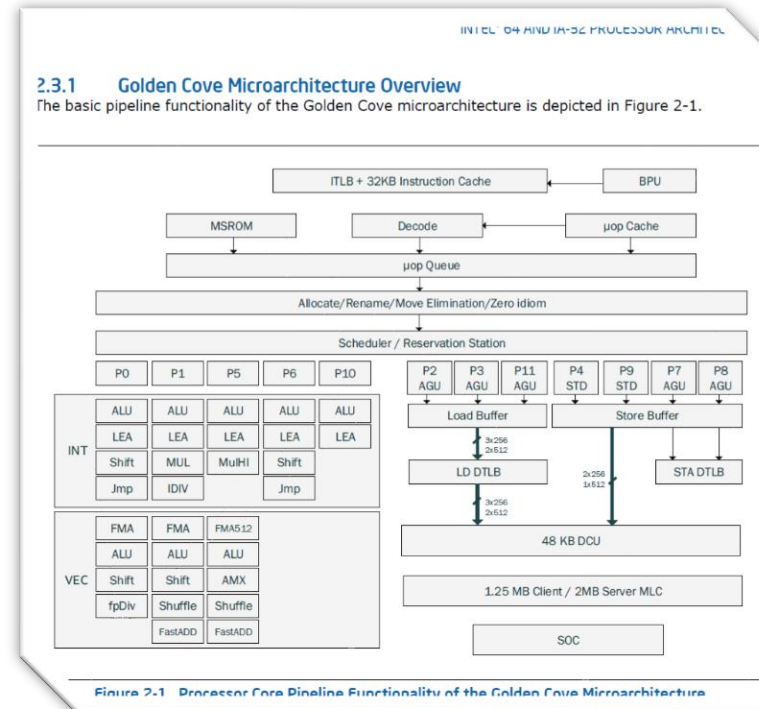 INTEL® 64 AND IA-32 PROCESSOR ARCHITEC
2.3.1 Golden Cove Microarchitecture Overview
The basic pipeline functionality of the Golden Cove microarchitecture is depicted in Figure 2-1.
ITLB + 32KB Instruction Cache BPU
MSROM Decode μop Cache
μop Queue
Allocate/Rename/Move Elimination/Zero idiom
Scheduler / Reservation Station
P0 P1 P5 P6 P10
P2 P3 P11 P4 P9 P7 P8
AGU AGU AGU STD STD AGU AGU
INT
ALU ALU ALU ALU ALU
LEA LEA LEA LEA LEA
Shift MUL MulHI Shift
Jmp IDIV Jmp
VEC
FMA FMA FMA512
ALU ALU ALU
Shift Shift AMX
fpDiv Shuffle Shuffle
FastADD FastADD
Load Buffer Store Buffer
3x256
2x512
LD DTLB
2x256
1x512
STA DTLB
3x256
2x512
48 KB DCU
1.25 MB Client / 2MB Server MLC
SOC
Figure 2-1 Processor Core Pipeline Functionality of the Golden Cove Microarchitecture